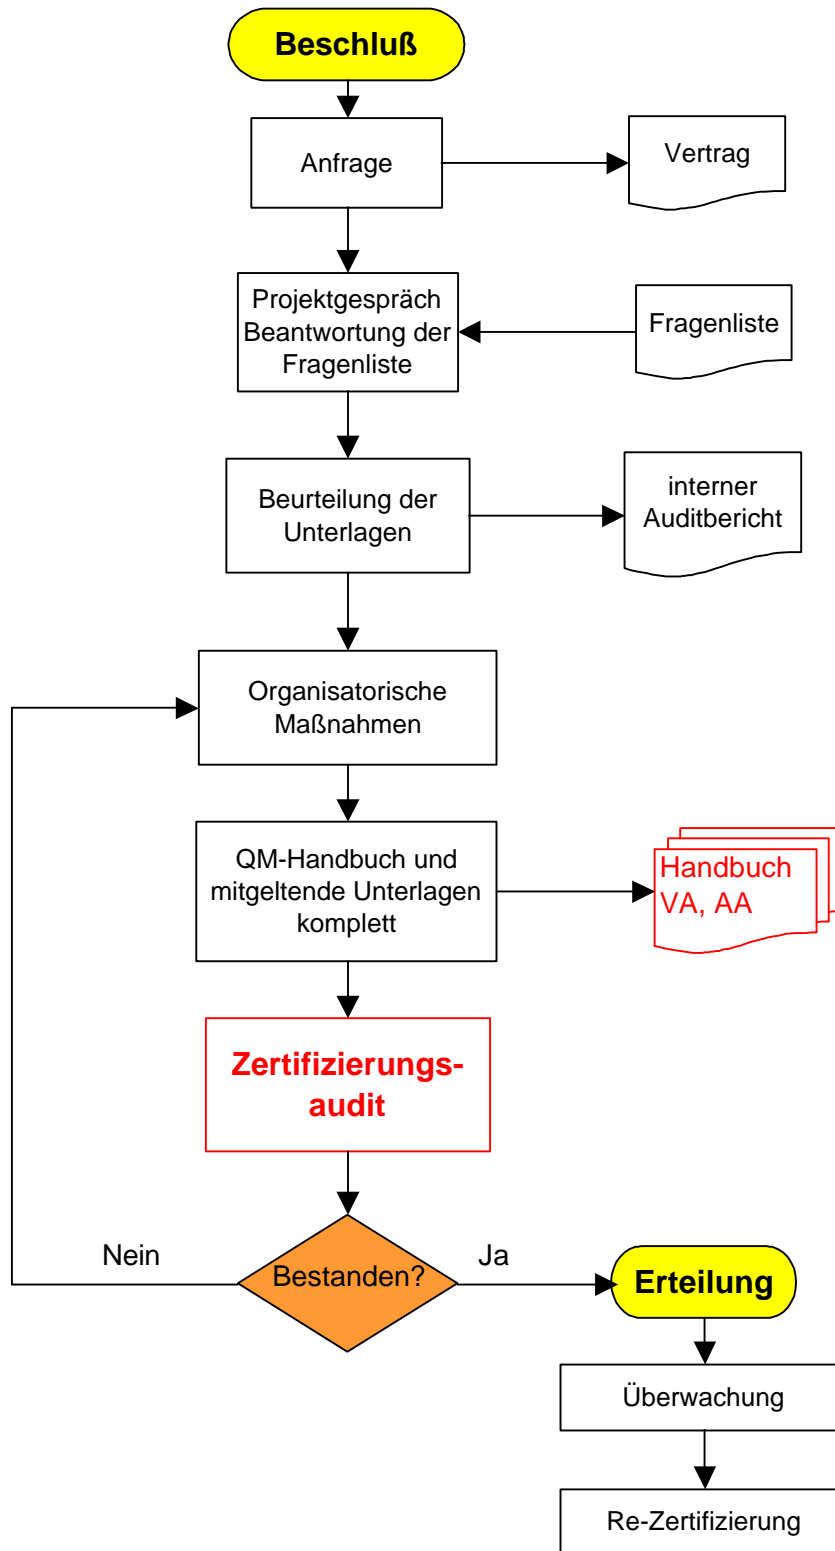 Beschluß
Anfrage
Vertrag
Projektgespräch
Beantwortung der
Fragenliste
Fragenliste
Beurteilung der
Unterlagen
interner
Auditbericht
Organisatorische
Maßnahmen
QM-Handbuch und
mitgeltende Unterlagen
komplett
Handbuch
VA, AA
Zertifizierungs-
audit
Nein
Bestanden?
Ja
Erteilung
Überwachung
Re-Zertifizierung